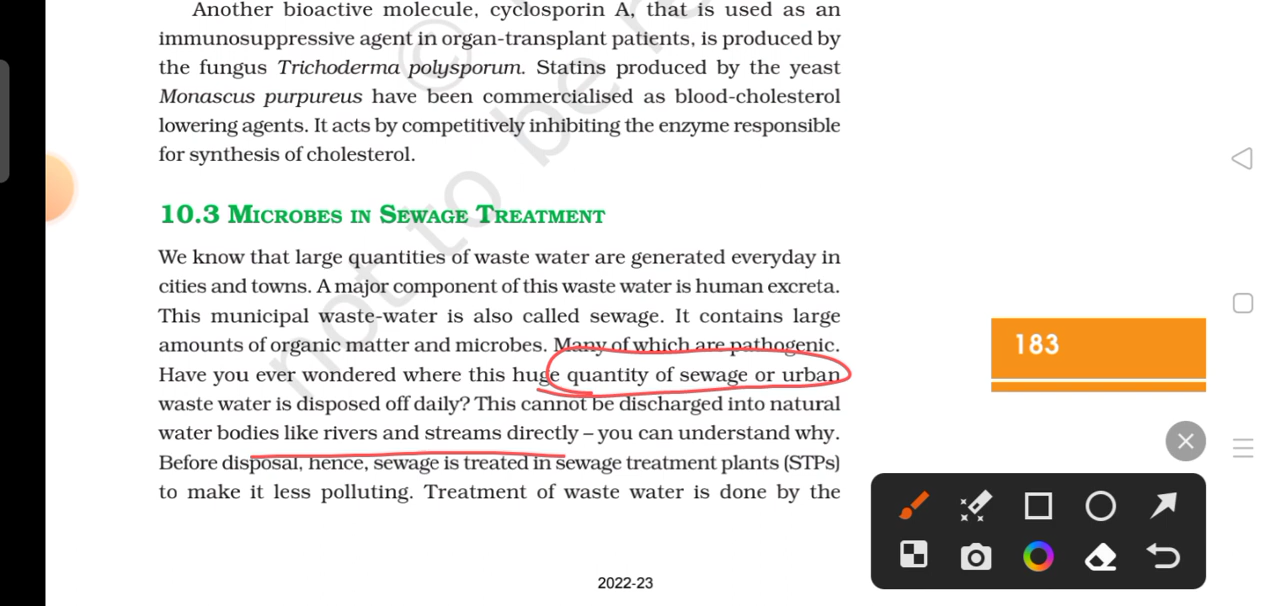 Another bioactive molecule, cyclosporin A, that is used as an
immunosuppressive agent in organ-transplant patients, is produced by
the fungus Trichoderma polysporum. Statins produced by the yeast
Monascus purpureus have been commercialised as blood-cholesterol
lowering agents. It acts by competitively inhibiting the enzyme responsible
for synthesis of cholesterol.
10.3 MICROBES IN SEWAGE TREATMENT
We know that large quantities of waste water are generated everyday in
cities and towns. A major component of this waste water is human excreta.
This municipal waste-water is also called sewage. It contains large
amounts of organic matter and microbes. Many of which are pathogenic.
Have you ever wondered where this huge quantity of sewage or urban
waste water is disposed off daily? This cannot be discharged into natural
water bodies like rivers and streams directly – you can understand why.
Before disposal, hence, sewage is treated in sewage treatment plants (STPs)
to make it less polluting. Treatment of waste water is done by the
183
2022-23
© not to be re